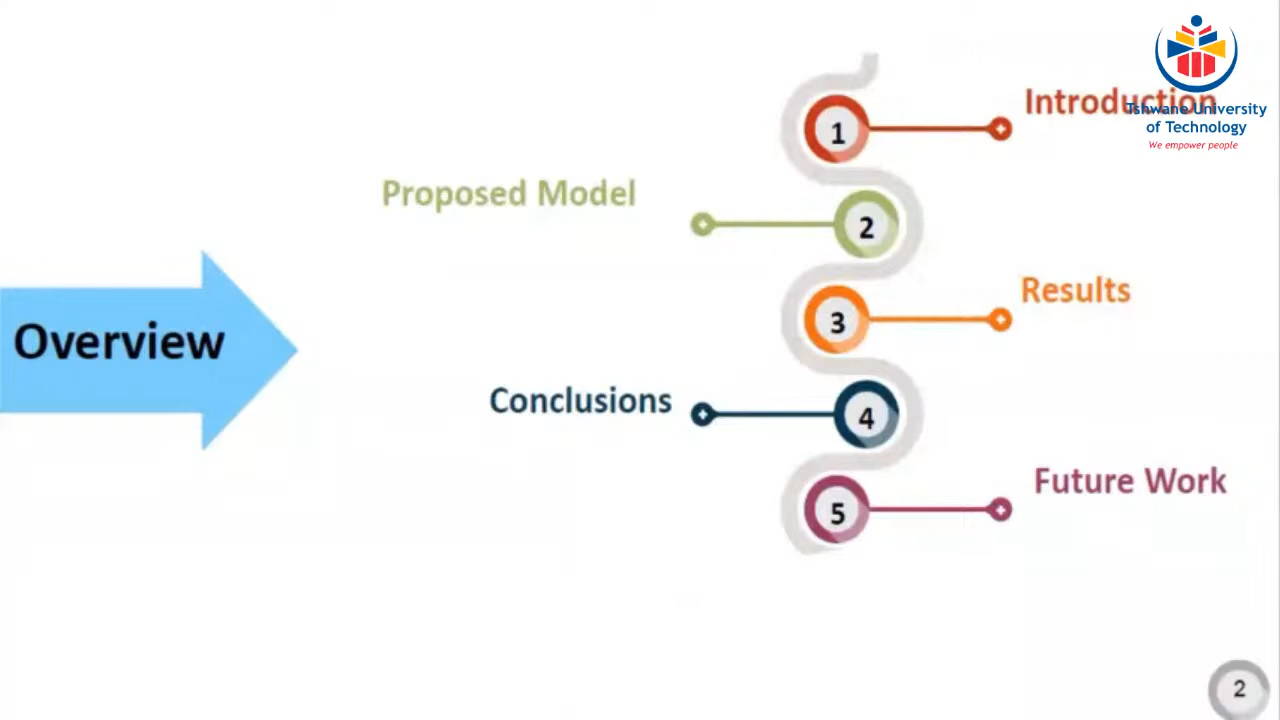 Introduction
Tshwane University
of Technology
We empower people
1
Proposed Model
2
Results
3
Overview
Conclusions
4
Future Work
5
2